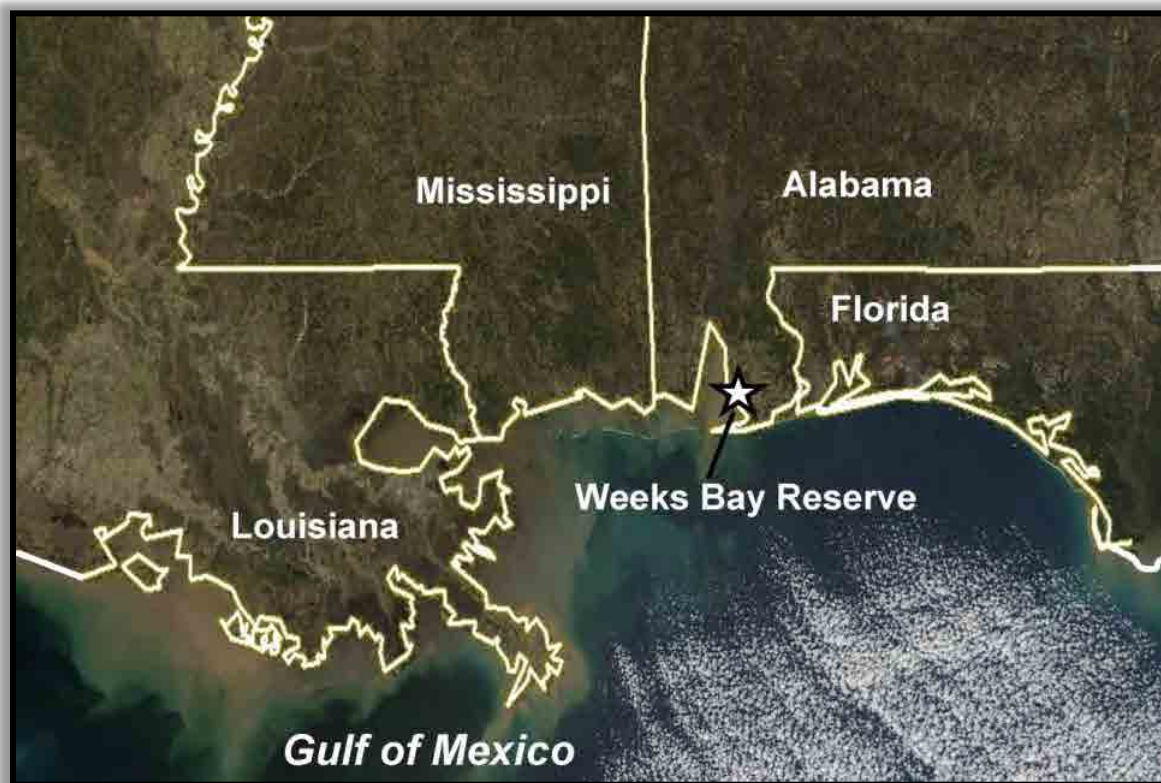 Mississippi
Alabama
Florida
Weeks Bay Reserve
Louisiana
Gulf of Mexico